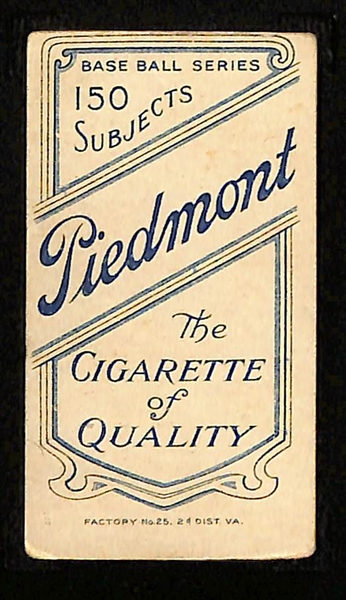 BASE BALL SERIES
150
SUBJECTS
Piedmont
The
CIGARETTE
of
QUALITY
FACTORY No. 25. 2d DIST. VA.